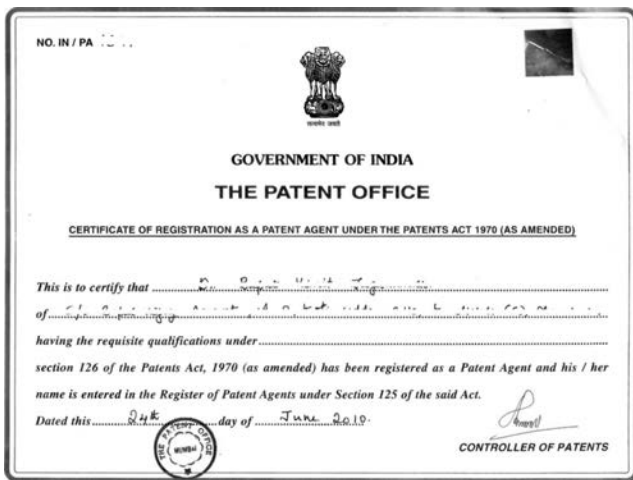 NO. IN / PA
सत्यमेव जयते
GOVERNMENT OF INDIA
THE PATENT OFFICE
CERTIFICATE OF REGISTRATION AS A PATENT AGENT UNDER THE PATENTS ACT 1970 (AS AMENDED)
This is to certify that
of
having the requisite qualifications under
section 126 of the Patents Act, 1970 (as amended) has been registered as a Patent Agent and his / her
name is entered in the Register of Patent Agents under Section 125 of the said Act.
Dated this 24th day of June 2010.
THE PATENT OFFICE
MUMBAI
CONTROLLER OF PATENTS